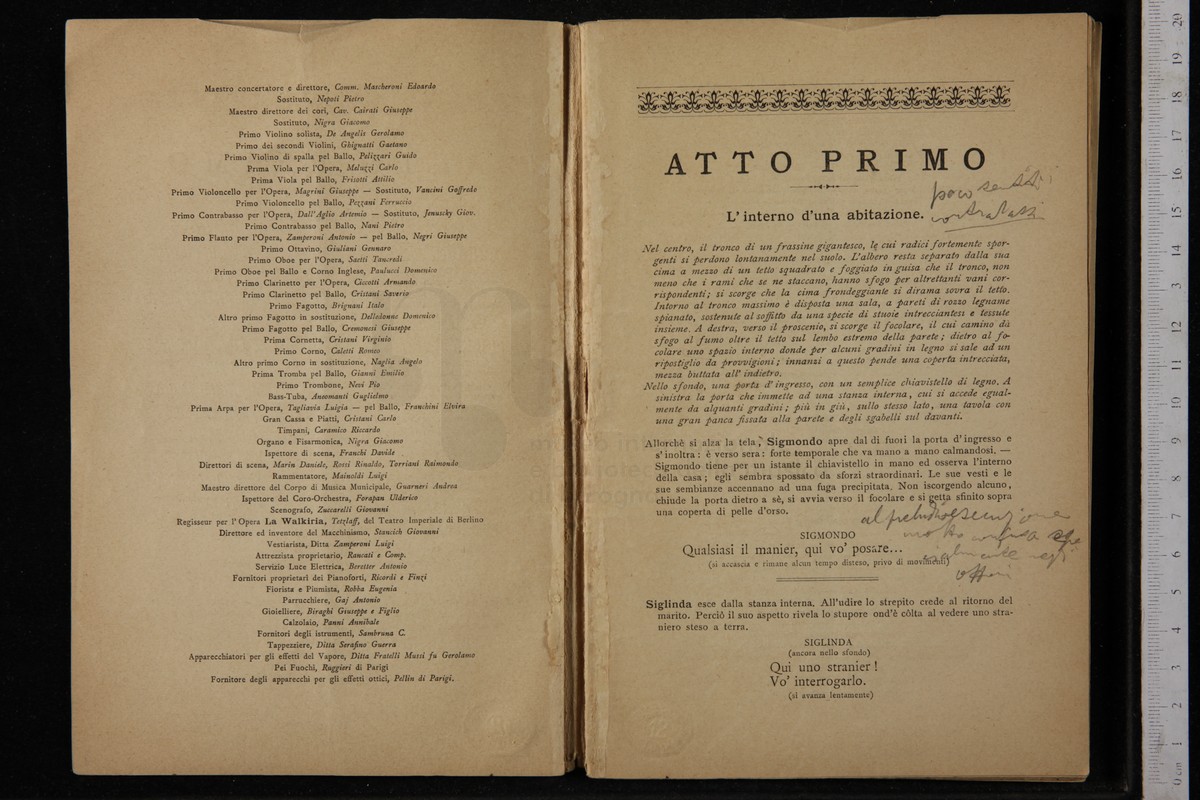 Maestro concertatore e direttore, Comm. Mascheroni Edoardo
Sostituto, Nepoti Pietro
Maestro direttore dei cori, Cav. Cairati Giuseppe
Sostituto, Nigra Giacomo
Primo Violino solista, De Angelis Gerolamo
Primo dei secondi Violini, Ghignatti Gaetano
Primo Violino di spalla pel Ballo, Pelizzari Guido
Prima Viola per l'Opera, Meluzzi Carlo
Prima Viola pel Ballo, Frisotti Attilio
Primo Violoncello per l'Opera, Magrini Giuseppe — Sostituto, Vancini Goffredo
Primo Violoncello pel Ballo, Pezzani Ferruccio
Primo Contrabasso per l'Opera, Dall'Aglio Artemio — Sostituto, Jenuscky Giov.
Primo Contrabasso pel Ballo, Nani Pietro
Primo Flauto per l'Opera, Zamperoni Antonio — pel Ballo, Negri Giuseppe
Primo Ottavino, Giuliani Gennaro
Primo Oboe per l'Opera, Saetti Tancredi
Primo Oboe pel Ballo e Corno Inglese, Paulucci Domenico
Primo Clarinetto per l'Opera, Ciccotti Armando
Primo Clarinetto pel Ballo, Cristani Saverio
Primo Fagotto, Brignani Italo
Altro primo Fagotto in sostituzione, Delledonne Domenico
Primo Fagotto pel Ballo, Cremonesi Giuseppe
Prima Cornetta, Cristani Virginio
Primo Corno, Caletti Romeo
Altro primo Corno in sostituzione, Naglia Angelo
Prima Tromba pel Ballo, Gianni Emilio
Primo Trombone, Nevi Pio
Bass-Tuba, Aneomanti Guglielmo
Prima Arpa per l'Opera, Tagliavia Luigia — pel Ballo, Franchini Elvira
Gran Cassa e Piatti, Cristani Carlo
Timpani, Caramico Riccardo
Organo e Fisarmonica, Nigra Giacomo
Ispettore di scena, Franchi Davide
Direttori di scena, Marin Daniele, Rossi Rinaldo, Torriani Raimondo
Rammentatore, Mainoldi Luigi
Maestro direttore del Corpo di Musica Municipale, Guarneri Andrea
Ispettore del Coro-Orchestra, Forapan Ulderico
Scenografo, Zuccarelli Giovanni
Regisseur per l'Opera La Walkiria, Tetzlaff, del Teatro Imperiale di Berlino
Direttore ed inventore del Macchinismo, Stancich Giovanni
Vestiarista, Ditta Zamperoni Luigi
Attrezzista proprietario, Rancati e Comp.
Servizio Luce Elettrica, Beretter Antonio
Fornitori proprietari dei Pianoforti, Ricordi e Finzi
Fiorista e Piumista, Robba Eugenia
Parrucchiere, Gaj Antonio
Gioielliere, Biraghi Giuseppe e Figlio
Calzolaio, Panni Annibale
Fornitori degli istrumenti, Sambruna C.
Tappezziere, Ditta Serafino Guerra
Apparecchiatori per gli effetti del Vapore, Ditta Fratelli Mussi fu Gerolamo
Pei Fuochi, Ruggieri di Parigi
Fornitore degli apparecchi per gli effetti ottici, Pellin di Parigi.
ATTO PRIMO
poco sentiti
contrabassi
L'interno d'una abitazione.
Nel centro, il tronco di un frassine gigantesco, le cui radici fortemente spor-
genti si perdono lontanamente nel suolo. L'albero resta separato dalla sua
cima a mezzo di un tetto squadrato e foggiato in guisa che il tronco, non
meno che i rami che se ne staccano, hanno sfogo per altrettanti vani cor-
rispondenti; si scorge che la cima frondeggiante si dirama sovra il tetto.
Intorno al tronco massimo è disposta una sala, a pareti di rozzo legname
spianato, sostenute al soffitto da una specie di stuoie intrecciantesi e tessute
insieme. A destra, verso il proscenio, si scorge il focolare, il cui camino dà
sfogo al fumo oltre il tetto sul lembo estremo della parete; dietro al fo-
colare uno spazio interno donde per alcuni gradini in legno si sale ad un
ripostiglio da provvigioni; innanzi a questo pende una coperta intrecciata,
mezza buttata all'indietro.
Nello sfondo, una porta d'ingresso, con un semplice chiavistello di legno. A
sinistra la porta che immette ad una stanza interna, cui si accede egual-
mente da alquanti gradini; più in giù, sullo stesso lato, una tavola con
una gran panca fissata alla parete e degli sgabelli sul davanti.
Allorchè si alza la tela, Sigmondo apre dal di fuori la porta d'ingresso e
s'inoltra: è verso sera: forte temporale che va mano a mano calmandosi. —
Sigmondo tiene per un istante il chiavistello in mano ed osserva l'interno
della casa; egli sembra spossato da sforzi straordinari. Le sue vesti e le
sue sembianze accennano ad una fuga precipitata. Non iscorgendo alcuno,
chiude la porta dietro a sè, si avvia verso il focolare e si getta sfinito sopra
una coperta di pelle d'orso.
al preludio esecuzione
SIGMONDO
Qualsiasi il manier, qui vo' posare...
(si accascia e rimane alcun tempo disteso, privo di movimenti)
ottoni
Siglinda esce dalla stanza interna. All'udire lo strepito crede al ritorno del
marito. Perciò il suo aspetto rivela lo stupore ond'è còlta al vedere uno stra-
niero steso a terra.
SIGLINDA
(ancora nello sfondo)
Qui uno stranier!
Vo' interrogarlo.
(si avanza lentamente)